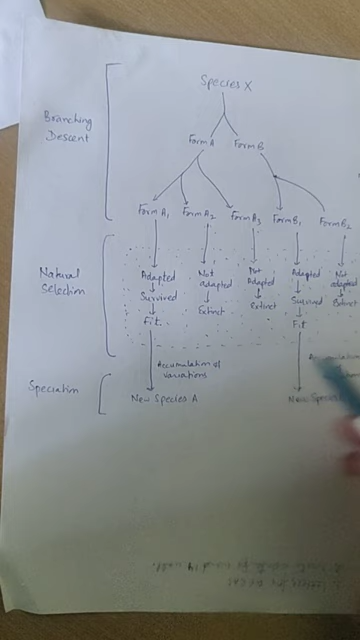 Species X
Branching
Descent
Form A Form B
Form A1 Form A2 Form A3 Form B1 Form B2
Natural
Selection
Adapted Not adapted Not Adapted Adapted Not adapted
Survived Extinct Extinct Survived Extinct
Fit Fit
Accumulation of
variations
Speciation
New Species A New Species